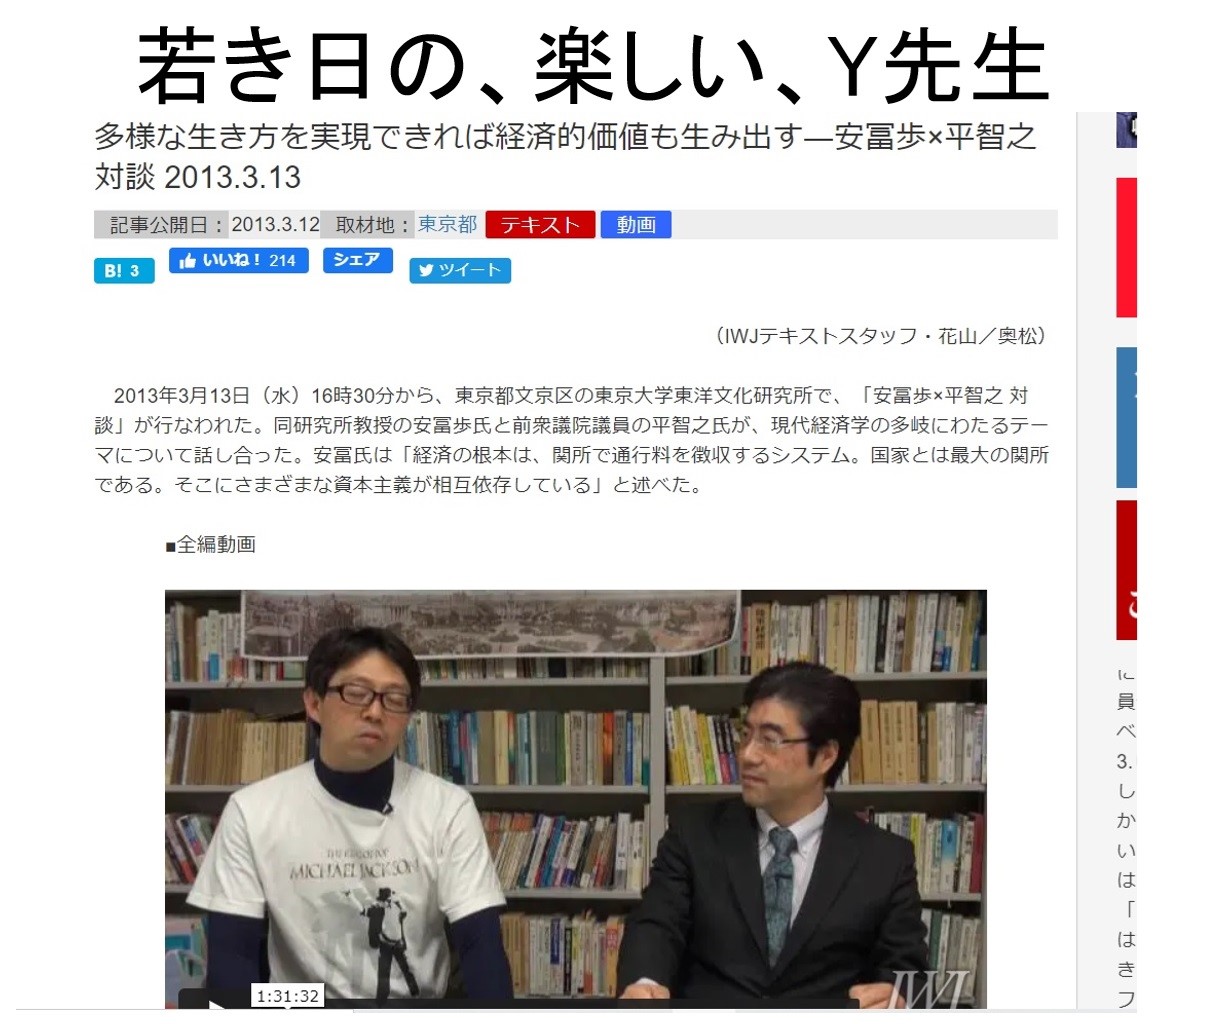 若き日の、楽しい、Y先生
多様な生き方を実現できれば経済的価値も生み出す―安冨歩×平智之
対談 2013.3.13
記事公開日：2013.3.12 取材地：東京都 テキスト 動画
B! 3 いいね！ 214 シェア ツイート
（IWJテキストスタッフ・花山／奥松）
2013年3月13日（水）16時30分から、東京都文京区の東京大学東洋文化研究所で、「安冨歩×平智之 対
談」が行なわれた。同研究所教授の安冨歩氏と前衆議院議員の平智之氏が、現代経済学の多岐にわたるテー
マについて話し合った。安冨氏は「経済の根本は、関所で通行料を徴収するシステム。国家とは最大の関所
である。そこにさまざまな資本主義が相互依存している」と述べた。
■全編動画
THE KING OF POP
MICHAEL JACKSON
1:31:32
IWJ
員
べ
3.
し
か
い
は
「
は
き
フ